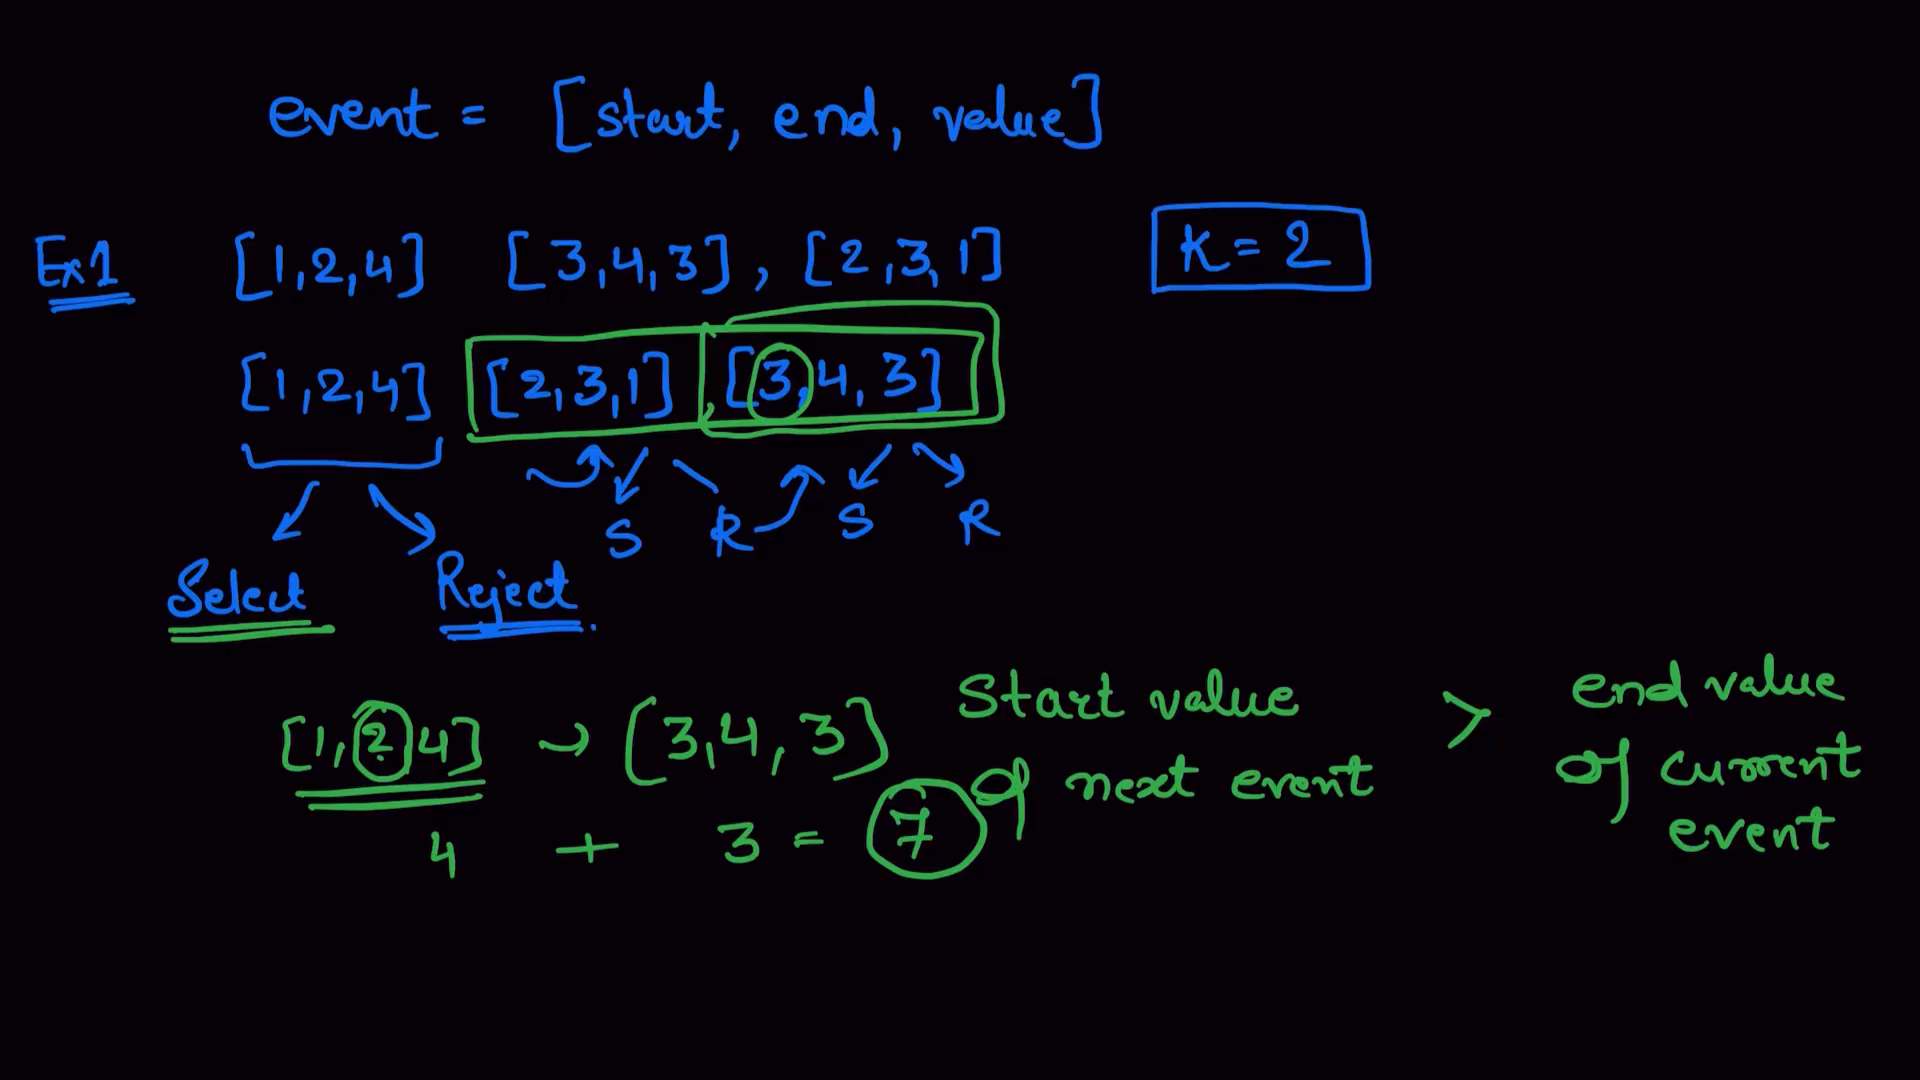 event = [start, end, value]
Ex1 [1,2,4] [3,4,3], [2,3,1] K = 2
[1,2,4] [2,3,1] , [3,4,3]
S R S R
Select Reject.
[1,2,4] → [3,4,3] Start value of next event > end value of current event
4 + 3 = 7